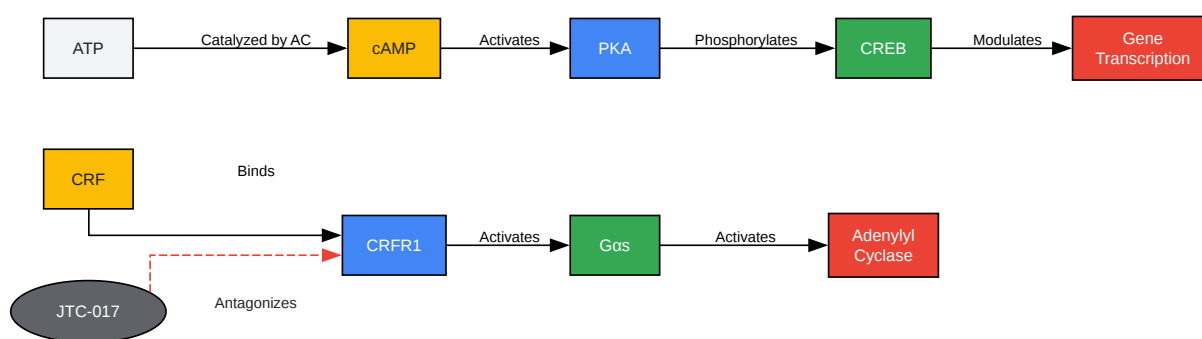 ATP
Catalyzed by AC
cAMP
Activates
PKA
Phosphorylates
CREB
Modulates
Gene
Transcription
CRF
Binds
CRFR1
Activates
Gαs
Activates
Adenylyl
Cyclase
JTC-017
Antagonizes